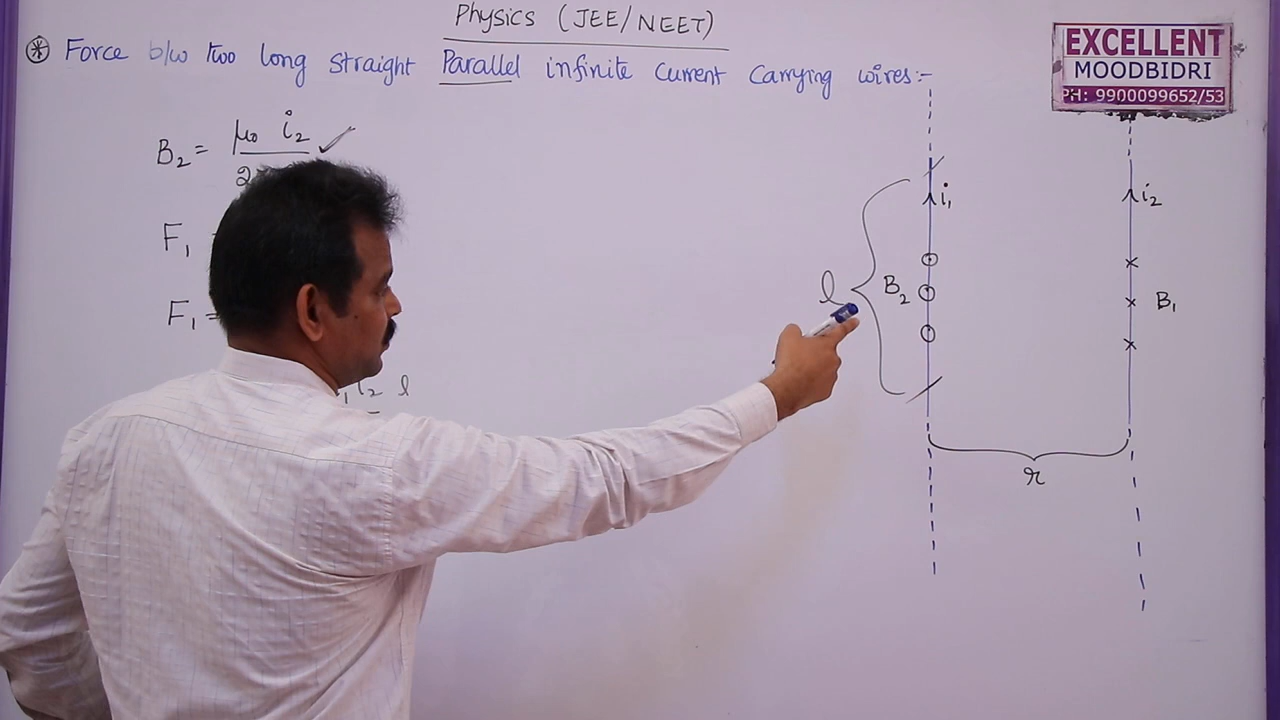 Physics (JEE/NEET)
EXCELLENT
MOODBIDRI
PH: 9900099652/53
Force b/w two long straight Parallel infinite current carrying wires:-
B₂ = μ₀ i₂ ✓
2
F₁
F₁ =
i₂ l
i₁
i₂
l
B₂
B₁
r